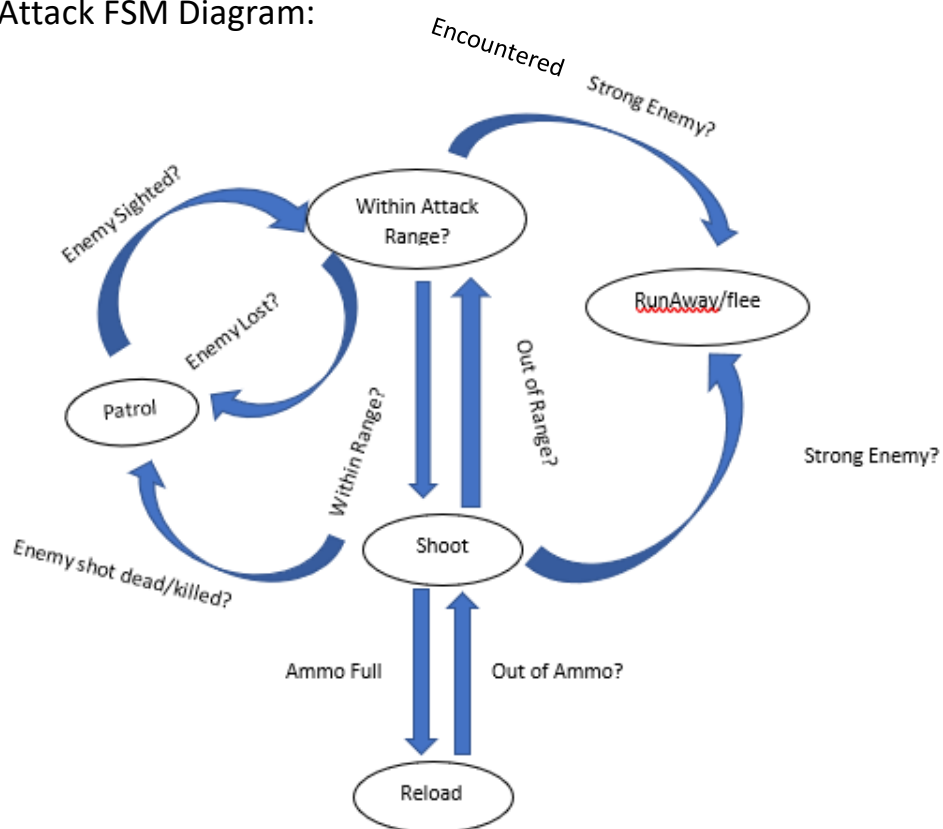 Attack FSM Diagram:
Encountered
Strong Enemy?
Enemy Sighted?
Within Attack
Range?
RunAway/flee
Enemy Lost?
Patrol
Within Range?
Out of Range?
Strong Enemy?
Shoot
Enemy shot dead/killed?
Ammo Full
Out of Ammo?
Reload